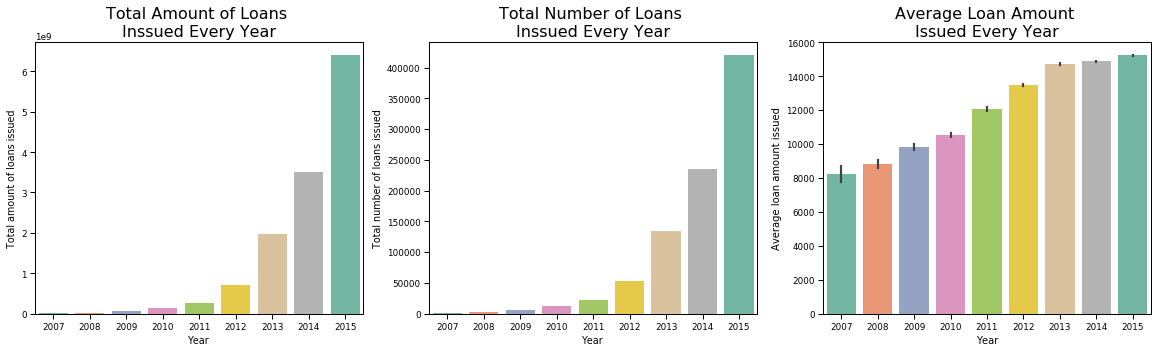 Total Amount of Loans
Inssued Every Year
1e9
6
5
4
3
2
1
0
Total amount of loans issued
2007 2008 2009 2010 2011 2012 2013 2014 2015
Year
Total Number of Loans
Inssued Every Year
400000
350000
300000
250000
200000
150000
100000
50000
0
Total number of loans issued
2007 2008 2009 2010 2011 2012 2013 2014 2015
Year
Average Loan Amount
Issued Every Year
16000
14000
12000
10000
8000
6000
4000
2000
0
Average loan amount issued
2007 2008 2009 2010 2011 2012 2013 2014 2015
Year